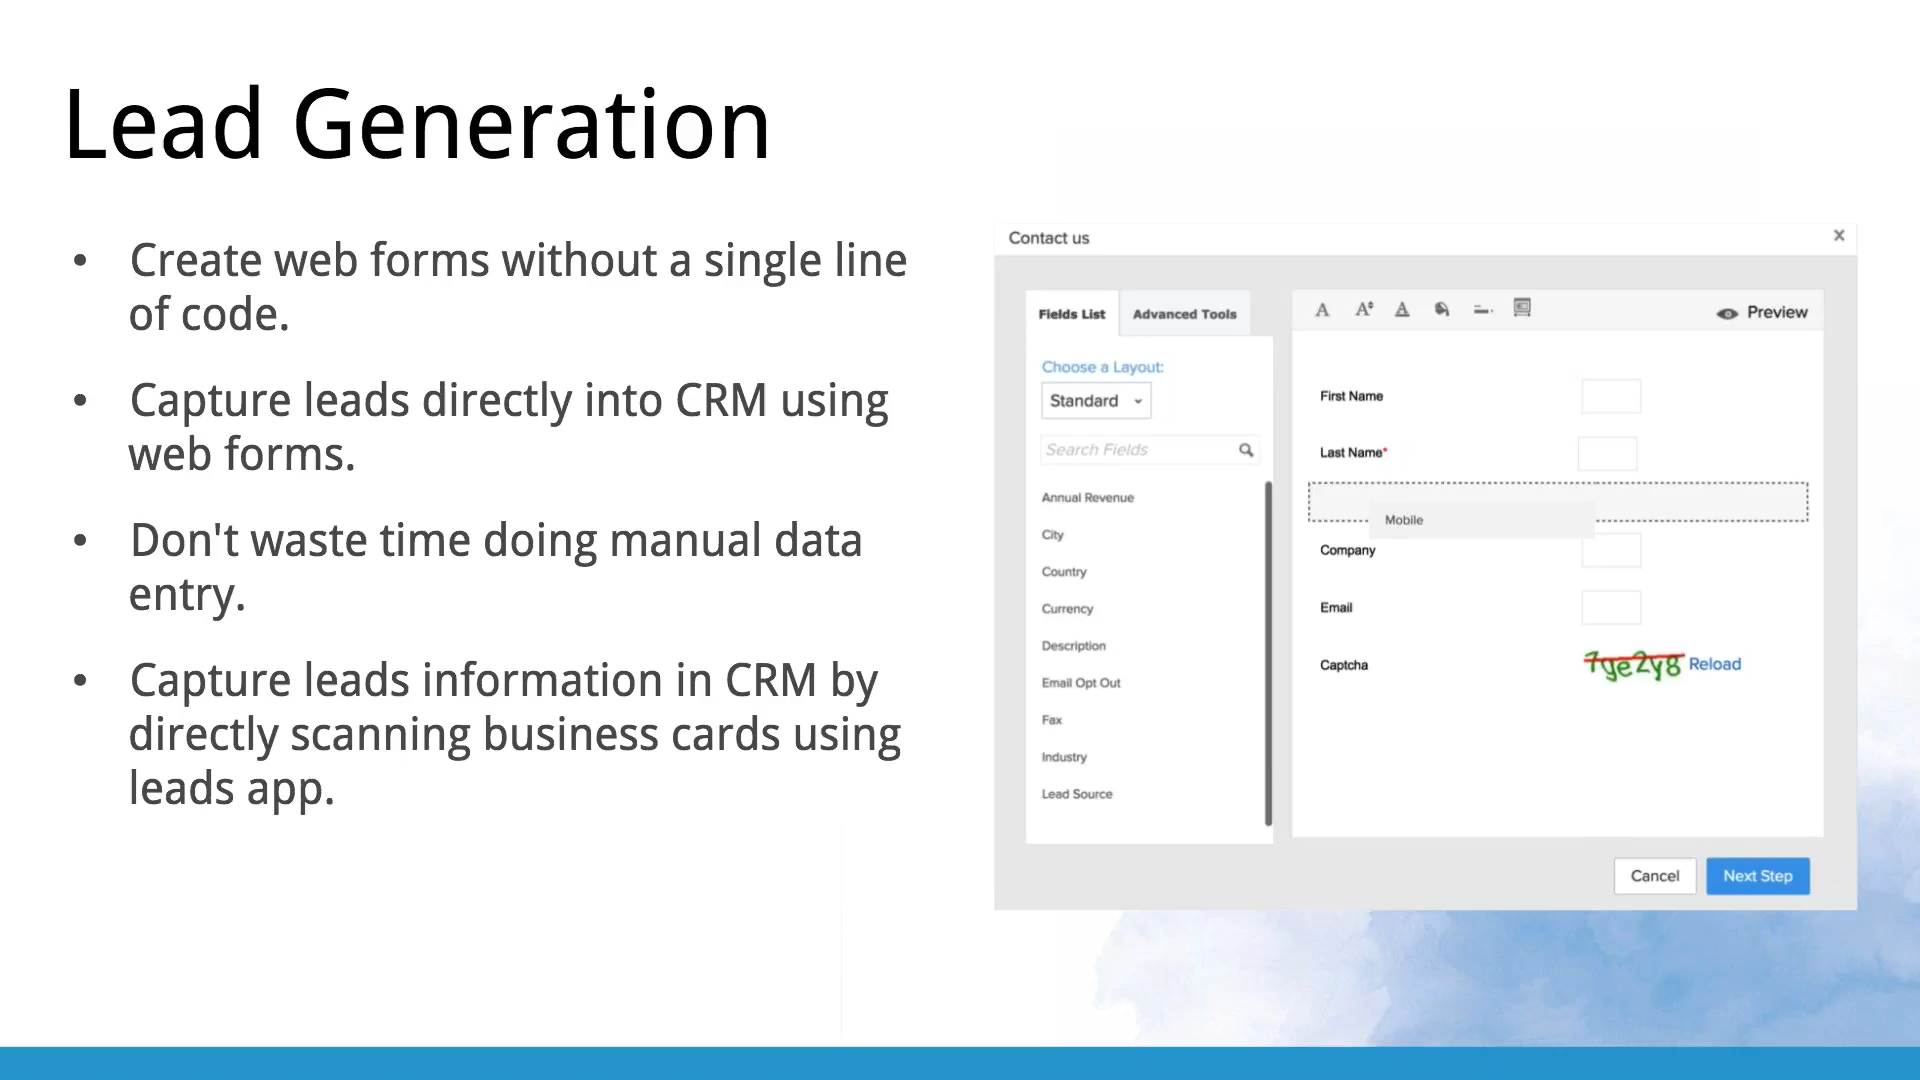 Lead Generation
• Create web forms without a single line
of code.
• Capture leads directly into CRM using
web forms.
• Don't waste time doing manual data
entry.
• Capture leads information in CRM by
directly scanning business cards using
leads app.
Contact us
Fields List Advanced Tools
Choose a Layout:
Standard
Search Fields
Annual Revenue
City
Country
Currency
Description
Email Opt Out
Fax
Industry
Lead Source
Preview
First Name
Last Name*
Mobile
Company
Email
Captcha 7ye2y8 Reload
Cancel Next Step